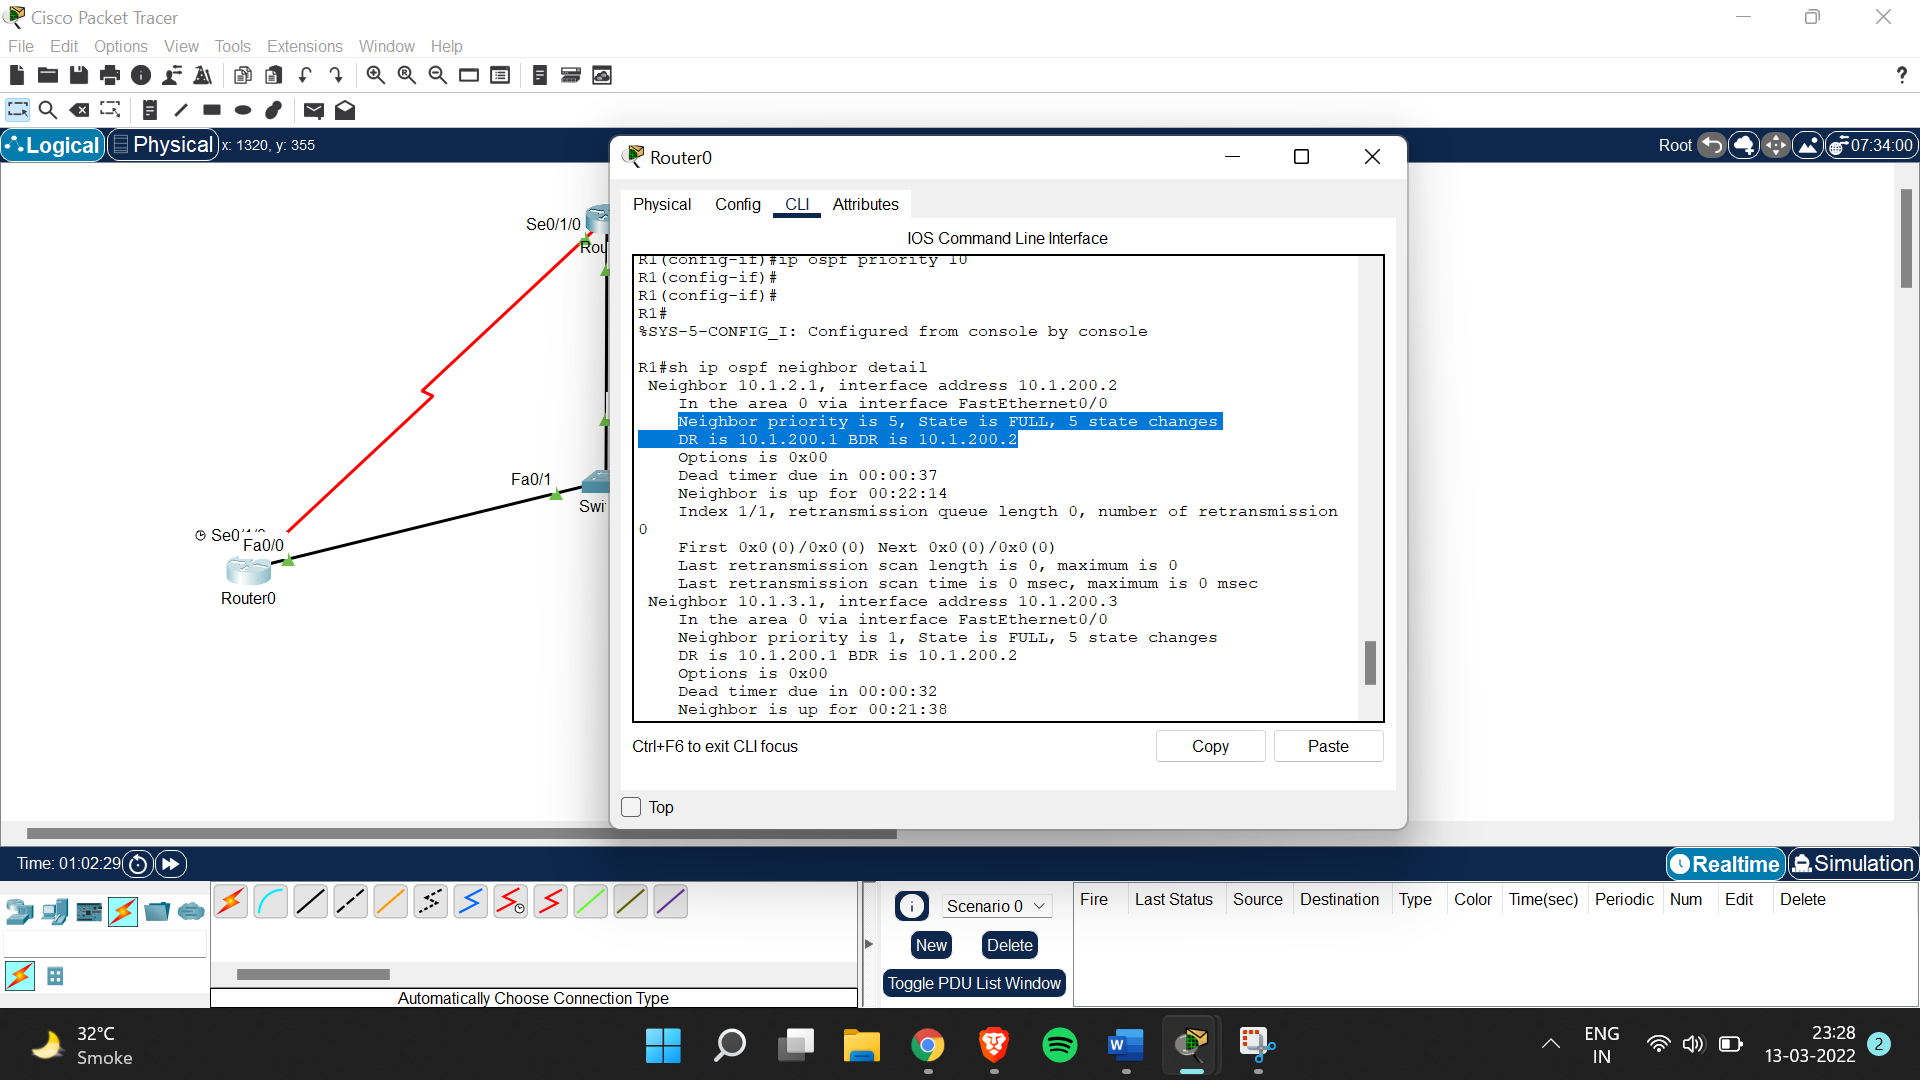 Cisco Packet Tracer
File Edit Options View Tools Extensions Window Help
?
Logical Physical x: 1320, y: 355
Root 07:34:00
Router0
Physical Config CLI Attributes
IOS Command Line Interface
R1(config-if)#ip ospf priority 10
R1(config-if)#
R1(config-if)#
R1#
%SYS-5-CONFIG_I: Configured from console by console
R1#sh ip ospf neighbor detail
Neighbor 10.1.2.1, interface address 10.1.200.2
In the area 0 via interface FastEthernet0/0
Neighbor priority is 5, State is FULL, 5 state changes
DR is 10.1.200.1 BDR is 10.1.200.2
Options is 0x00
Dead timer due in 00:00:37
Neighbor is up for 00:22:14
Index 1/1, retransmission queue length 0, number of retransmission
0
First 0x0(0)/0x0(0) Next 0x0(0)/0x0(0)
Last retransmission scan length is 0, maximum is 0
Last retransmission scan time is 0 msec, maximum is 0 msec
Neighbor 10.1.3.1, interface address 10.1.200.3
In the area 0 via interface FastEthernet0/0
Neighbor priority is 1, State is FULL, 5 state changes
DR is 10.1.200.1 BDR is 10.1.200.2
Options is 0x00
Dead timer due in 00:00:32
Neighbor is up for 00:21:38
Ctrl+F6 to exit CLI focus
Copy Paste
Top
Se0/1/0
Rou
Fa0/1
Swi
Fa0/0
Router0
Time: 01:02:29
Realtime Simulation
Scenario 0
New Delete
Toggle PDU List Window
Fire Last Status Source Destination Type Color Time(sec) Periodic Num Edit Delete
Automatically Choose Connection Type
32°C
Smoke
ENG
IN
23:28
13-03-2022
2